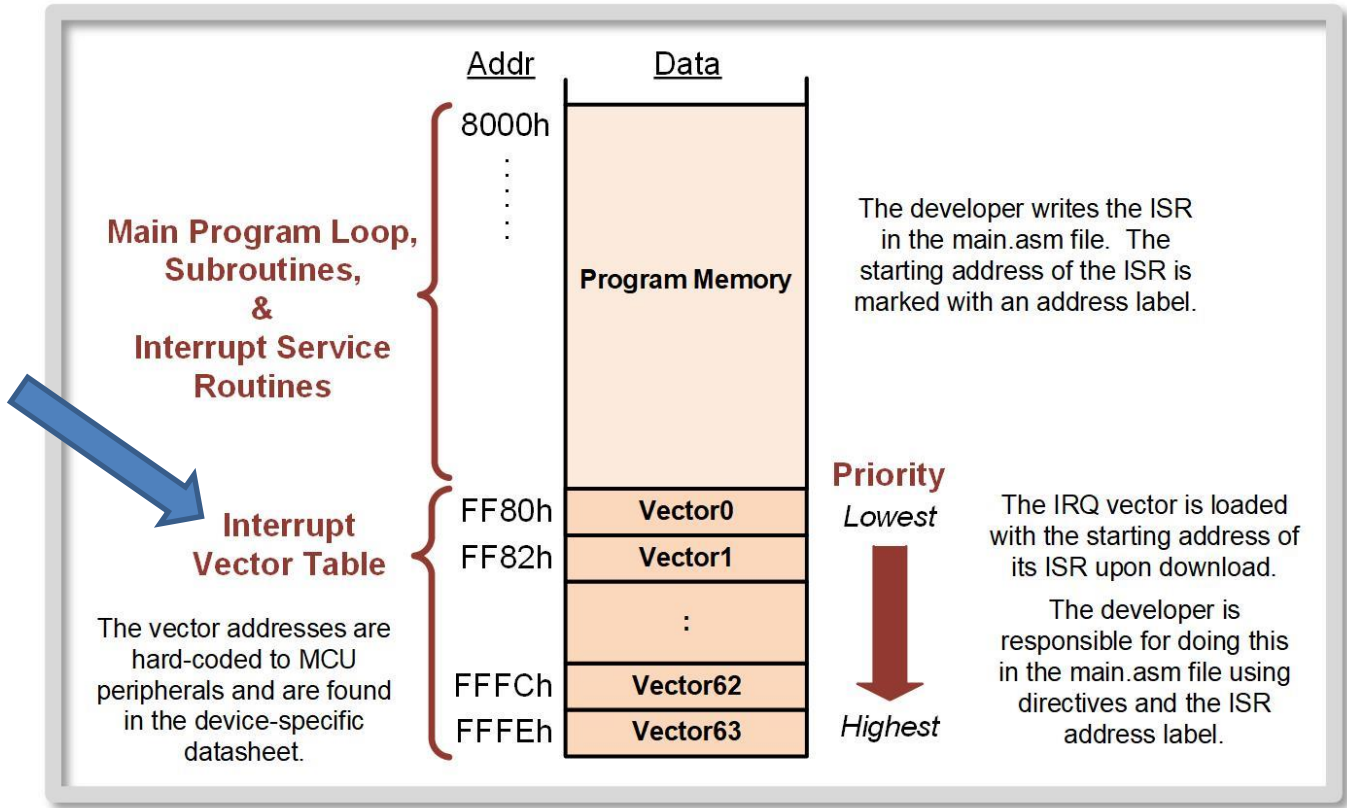 Addr
Data
8000h
Main Program Loop,
Subroutines,
&
Interrupt Service
Routines
Program Memory
The developer writes the ISR
in the main.asm file. The
starting address of the ISR is
marked with an address label.
Interrupt
Vector Table
The vector addresses are
hard-coded to MCU
peripherals and are found
in the device-specific
datasheet.
FF80h
Vector0
FF82h
Vector1
:
FFFCh
Vector62
FFFEh
Vector63
Priority
Lowest
Highest
The IRQ vector is loaded
with the starting address of
its ISR upon download.
The developer is
responsible for doing this
in the main.asm file using
directives and the ISR
address label.